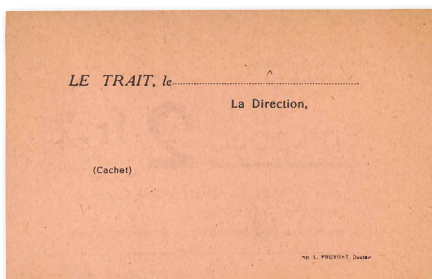 LE TRAIT, le
La Direction,
(Cachet)